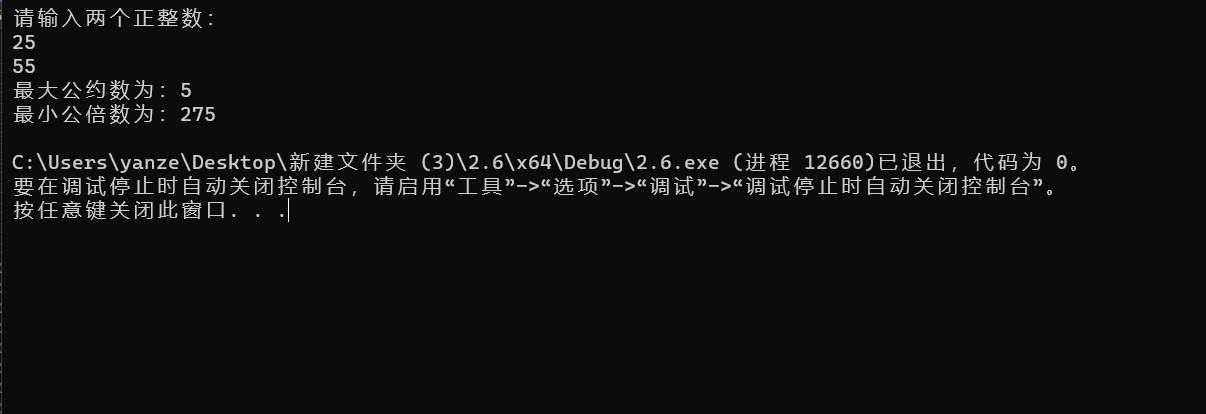 请输入两个正整数：
25
55
最大公约数为：5
最小公倍数为：275
C:\Users\yanze\Desktop\新建文件夹 (3)\2.6\x64\Debug\2.6.exe (进程 12660)已退出，代码为 0。
要在调试停止时自动关闭控制台，请启用“工具”->“选项”->“调试”->“调试停止时自动关闭控制台”。
按任意键关闭此窗口. . .